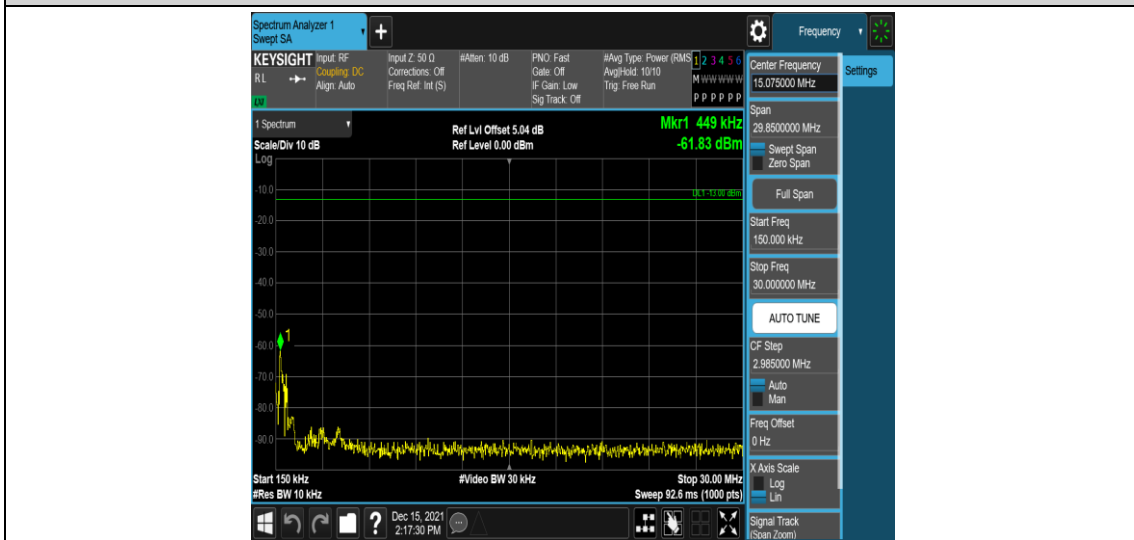 Spectrum Analyzer 1
Swept SA
+
Frequency
KEYSIGHT
RL
LXI
Input: RF
Coupling: DC
Align: Auto
Input Z: 50 Ω
Corrections: Off
Freq Ref: Int (S)
#Atten: 10 dB
PNO: Fast
Gate: Off
IF Gain: Low
Sig Track: Off
#Avg Type: Power (RMS
Avg|Hold: 10/10
Trig: Free Run
1 2 3 4 5 6
M W W W W W
P P P P P P
1 Spectrum
Scale/Div 10 dB
Log
Ref Lvl Offset 5.04 dB
Ref Level 0.00 dBm
Mkr1 449 kHz
-61.83 dBm
DL1 -13.00 dBm
-10.0
-20.0
-30.0
-40.0
-50.0
-60.0
-70.0
-80.0
-90.0
1
Start 150 kHz
#Res BW 10 kHz
#Video BW 30 kHz
Stop 30.00 MHz
Sweep 92.6 ms (1000 pts)
?
Dec 15, 2021
2:17:30 PM
Center Frequency
15.075000 MHz
Settings
Span
29.8500000 MHz
Swept Span
Zero Span
Full Span
Start Freq
150.000 kHz
Stop Freq
30.000000 MHz
AUTO TUNE
CF Step
2.985000 MHz
Auto
Man
Freq Offset
0 Hz
X Axis Scale
Log
Lin
Signal Track
(Span Zoom)